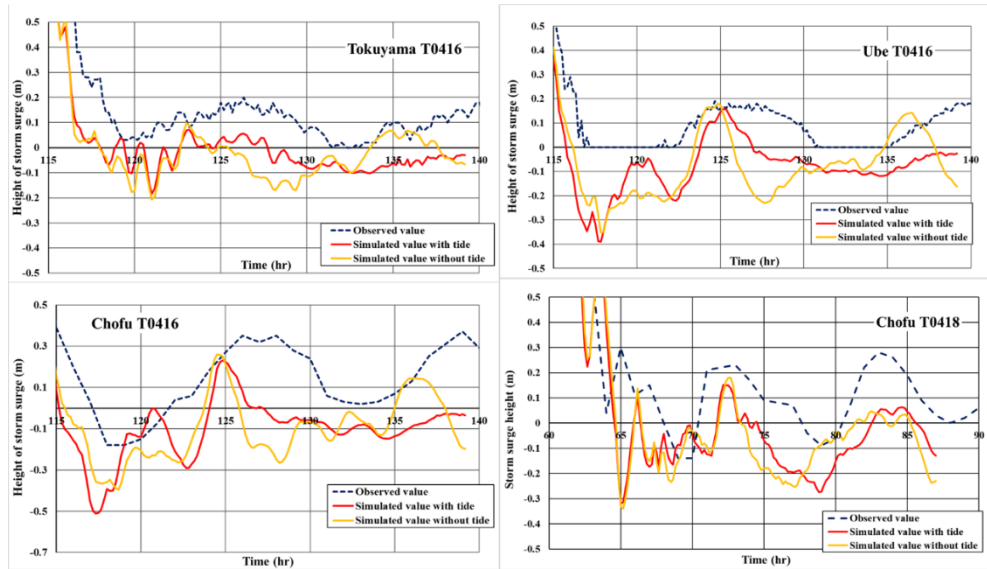 Tokuyama T0416
Height of storm surge (m)
0.5
0.4
0.3
0.2
0.1
0
-0.1
-0.2
-0.3
-0.4
-0.5
115
120
125
130
135
140
Observed value
Simulated value with tide
Simulated value without tide
Time (hr)
Ube T0416
Height of storm surge (m)
0.5
0.4
0.3
0.2
0.1
0
-0.1
-0.2
-0.3
-0.4
-0.5
115
120
125
130
135
140
Observed value
Simulated value with tide
Simulated value without tide
Time (hr)
Chofu T0416
Height of storm surge (m)
0.5
0.3
0.1
-0.1
-0.3
-0.5
-0.7
115
120
125
130
135
140
Observed value
Simulated value with tide
Simulated value without tide
Time (hr)
Chofu T0418
Storm surge height (m)
0.5
0.4
0.3
0.2
0.1
0
-0.1
-0.2
-0.3
-0.4
-0.5
60
65
70
75
80
85
90
Observed value
Simulated value with tide
Simulated value without tide
Time (hr)